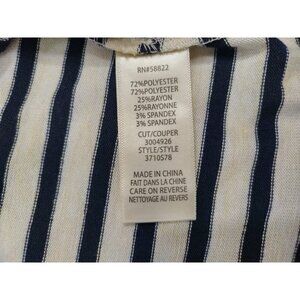 RN#58822
72%POLYESTER
72%POLYESTER
25%RAYON
25%RAYONNE
3% SPANDEX
3% SPANDEX
CUT/COUPER
3004926
STYLE/STYLE
3710578
MADE IN CHINA
FAIT DANS LA CHINE
CARE ON REVERSE
NETTOYAGE AU REVERS